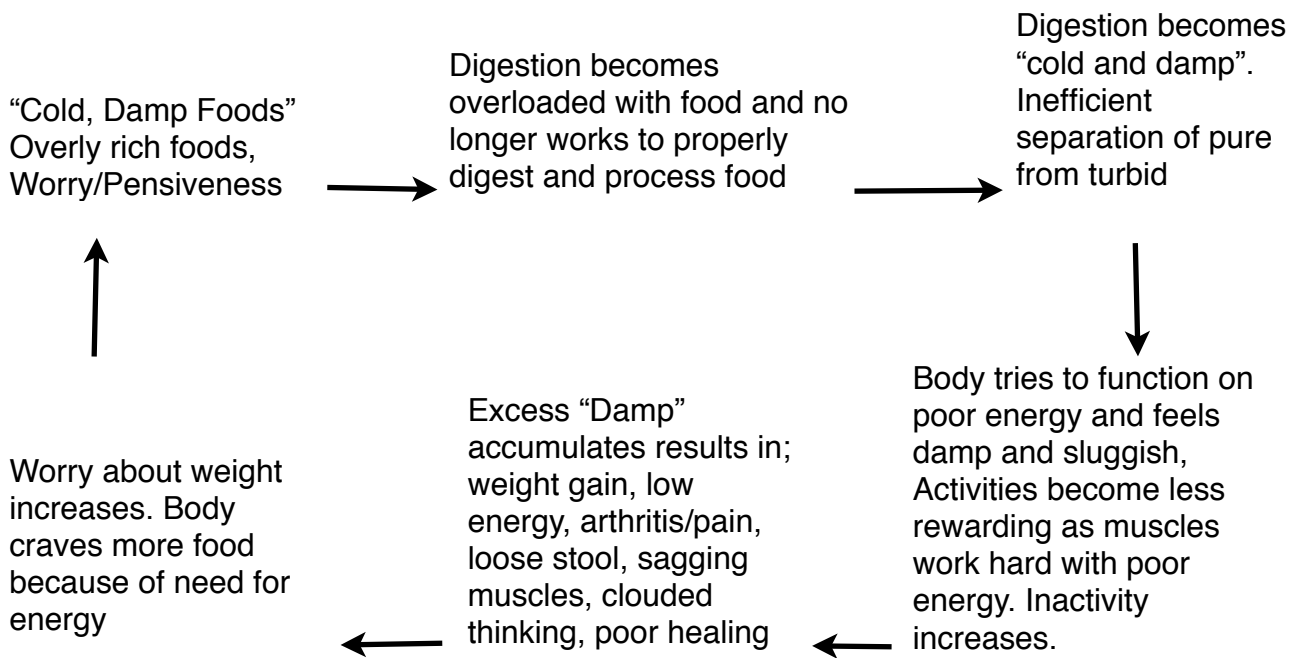 “Cold, Damp Foods”
Overly rich foods,
Worry/Pensiveness
Digestion becomes
overloaded with food and no
longer works to properly
digest and process food
Digestion becomes
“cold and damp”.
Inefficient
separation of pure
from turbid
Body tries to function on
poor energy and feels
damp and sluggish,
Activities become less
rewarding as muscles
work hard with poor
energy. Inactivity
increases.
Excess “Damp”
accumulates results in;
weight gain, low
energy, arthritis/pain,
loose stool, sagging
muscles, clouded
thinking, poor healing
Worry about weight
increases. Body
craves more food
because of need for
energy